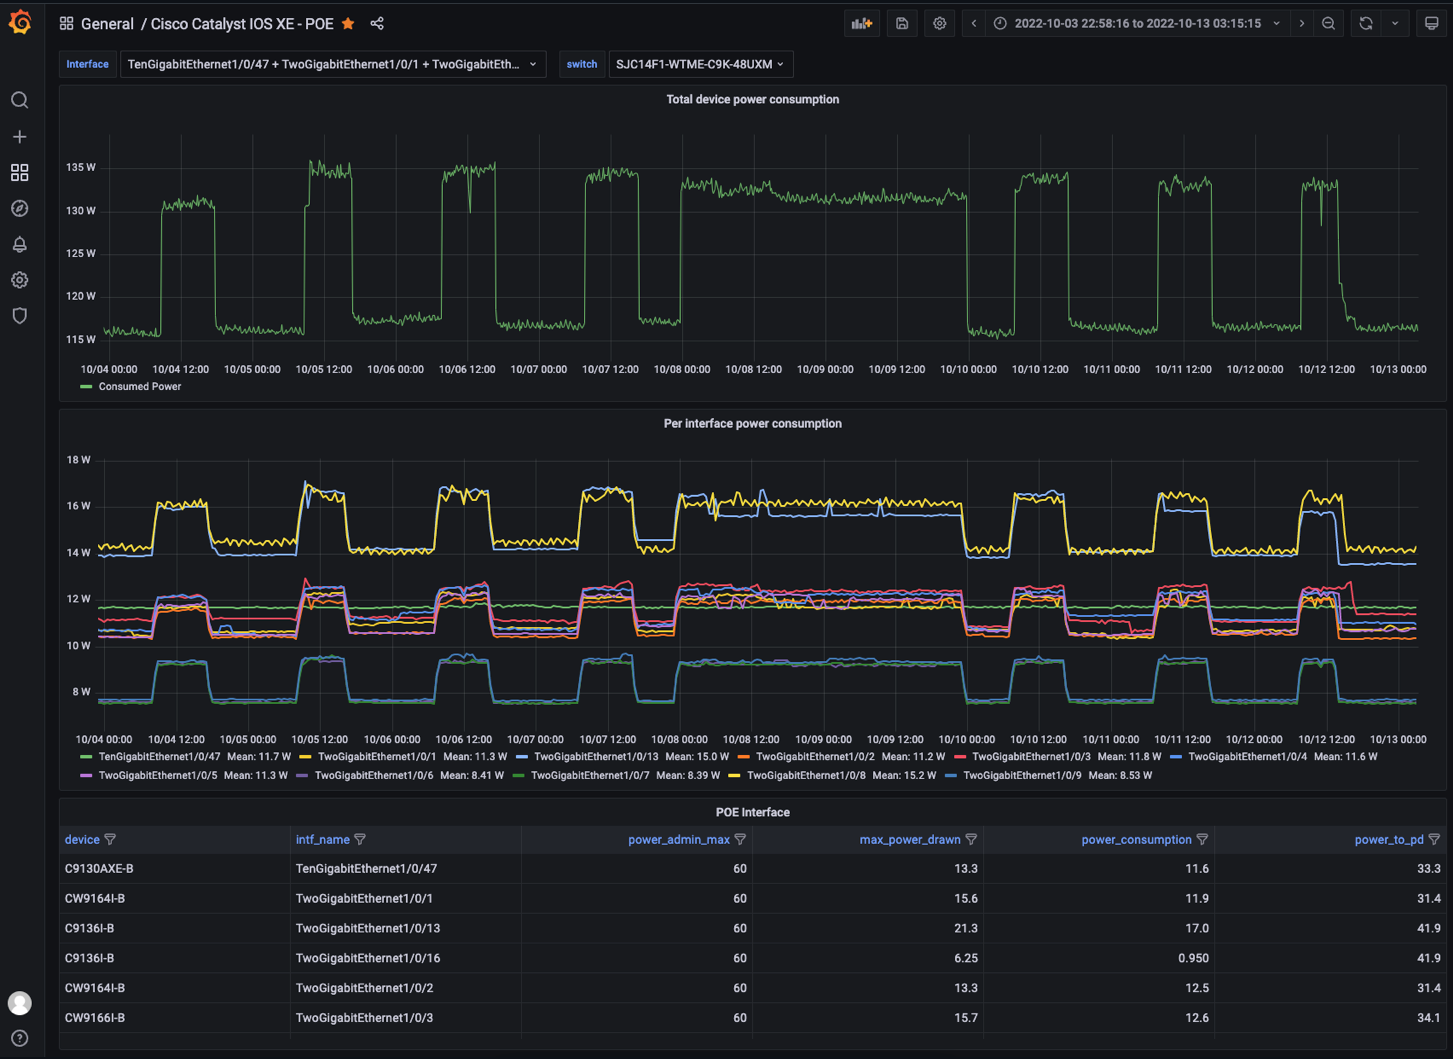 General / Cisco Catalyst IOS XE - POE
2022-10-03 22:58:16 to 2022-10-13 03:15:15
Interface TenGigabitEthernet1/0/47 + TwoGigabitEthernet1/0/1 + TwoGigabitEth... switch SJC14F1-WTME-C9K-48UXM
Total device power consumption
135 W
130 W
125 W
120 W
115 W
10/04 00:00 10/04 12:00 10/05 00:00 10/05 12:00 10/06 00:00 10/06 12:00 10/07 00:00 10/07 12:00 10/08 00:00 10/08 12:00 10/09 00:00 10/09 12:00 10/10 00:00 10/10 12:00 10/11 00:00 10/11 12:00 10/12 00:00 10/12 12:00 10/13 00:00
Consumed Power
Per interface power consumption
18 W
16 W
14 W
12 W
10 W
8 W
10/04 00:00 10/04 12:00 10/05 00:00 10/05 12:00 10/06 00:00 10/06 12:00 10/07 00:00 10/07 12:00 10/08 00:00 10/08 12:00 10/09 00:00 10/09 12:00 10/10 00:00 10/10 12:00 10/11 00:00 10/11 12:00 10/12 00:00 10/12 12:00 10/13 00:00
TenGigabitEthernet1/0/47 Mean: 11.7 W TwoGigabitEthernet1/0/1 Mean: 11.3 W TwoGigabitEthernet1/0/13 Mean: 15.0 W TwoGigabitEthernet1/0/2 Mean: 11.2 W TwoGigabitEthernet1/0/3 Mean: 11.8 W TwoGigabitEthernet1/0/4 Mean: 11.6 W
TwoGigabitEthernet1/0/5 Mean: 11.3 W TwoGigabitEthernet1/0/6 Mean: 8.41 W TwoGigabitEthernet1/0/7 Mean: 8.39 W TwoGigabitEthernet1/0/8 Mean: 15.2 W TwoGigabitEthernet1/0/9 Mean: 8.53 W
POE Interface
device intf_name power_admin_max max_power_drawn power_consumption power_to_pd
C9130AXE-B TenGigabitEthernet1/0/47 60 13.3 11.6 33.3
CW9164I-B TwoGigabitEthernet1/0/1 60 15.6 11.9 31.4
C9136I-B TwoGigabitEthernet1/0/13 60 21.3 17.0 41.9
C9136I-B TwoGigabitEthernet1/0/16 60 6.25 0.950 41.9
CW9164I-B TwoGigabitEthernet1/0/2 60 13.3 12.5 31.4
CW9166I-B TwoGigabitEthernet1/0/3 60 15.7 12.6 34.1